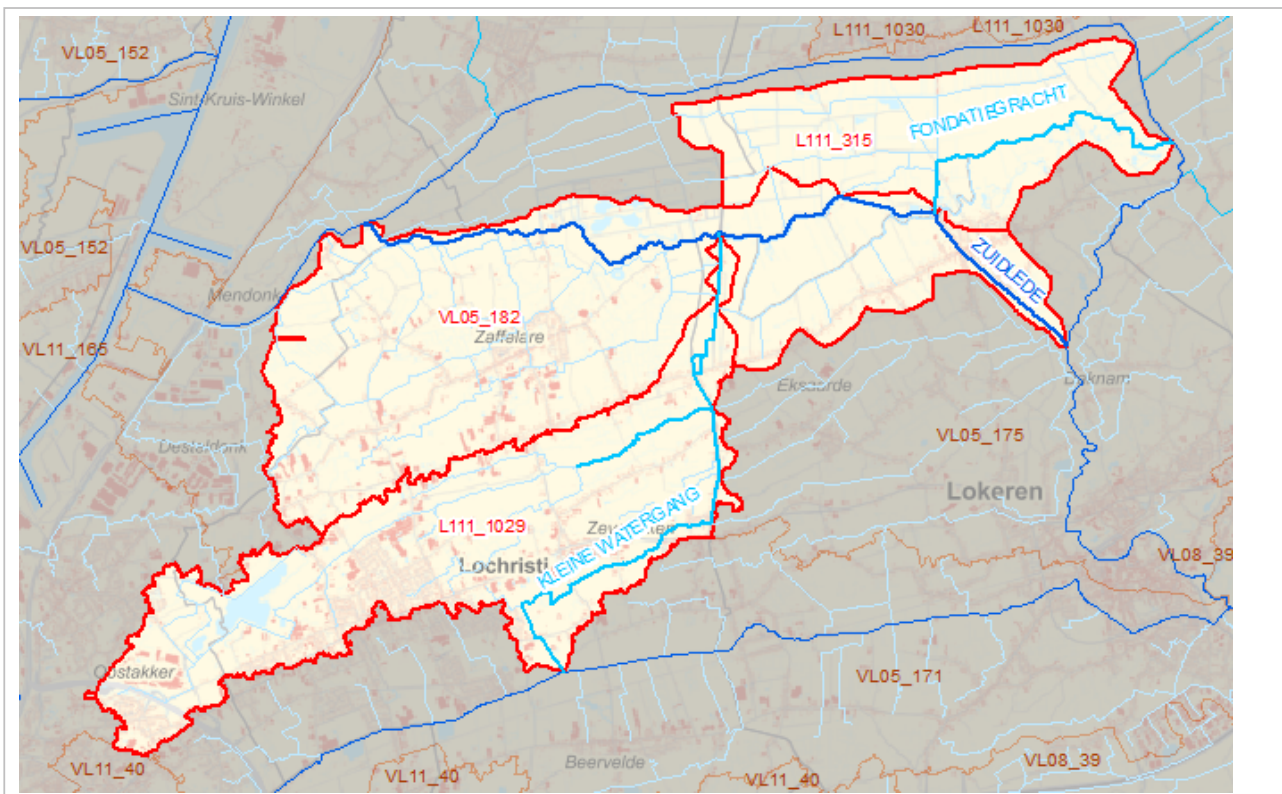 L111_1030
L111_1030
VL05_152
Sint-Kruis-Winkel
FONDATIEGRACHT
L111_315
VL05_152
ZUIDLEDE
Mendonk
VL05_182
Zaffalare
VL11_165
Eksaarde
Daknam
VL05_175
Desteldonk
Lokeren
L111_1029
KLEINE WATERGANG
Lochristi
VL08_39
Oostakker
VL05_171
VL11_40
VL11_40
Beervelde
VL11_40
VL08_39